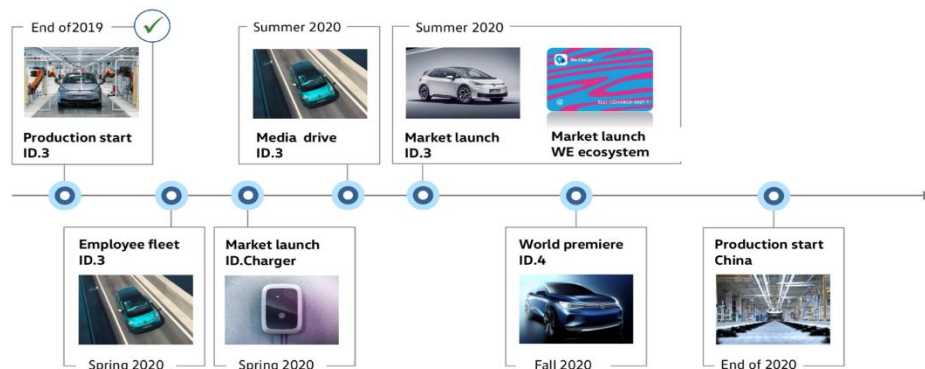 End of2019
Production start
ID.3
Summer 2020
Media drive
ID.3
Summer 2020
Market launch
ID.3
We Charge
Market launch
WE ecosystem
Employee fleet
ID.3
Spring 2020
Market launch
ID.Charger
Spring 2020
World premiere
ID.4
Fall 2020
Production start
China
End of 2020